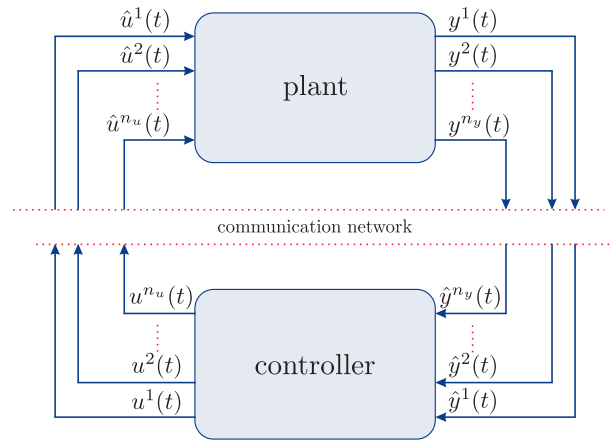 û¹(t) y¹(t)
û²(t) y²(t)
plant
û^{n_u}(t) y^{n_y}(t)
communication network
u^{n_u}(t) ŷ^{n_y}(t)
controller
u²(t) ŷ²(t)
u¹(t) ŷ¹(t)